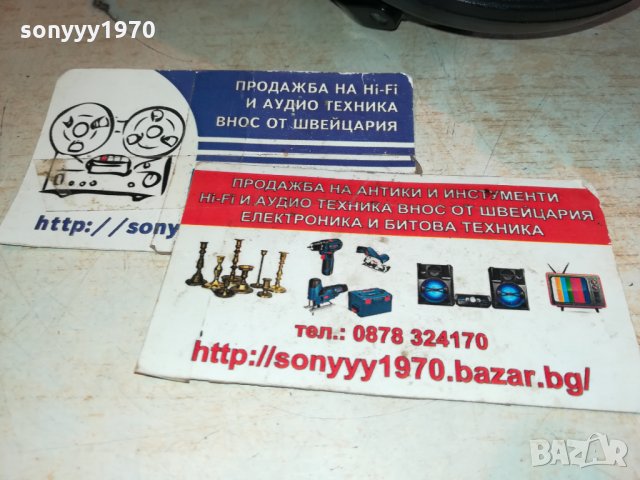 sonyyy1970
ПРОДАЖБА НА Hi-Fi
И АУДИО ТЕХНИКА
ВНОС ОТ ШВЕЙЦАРИЯ
http://sony
ПРОДАЖБА НА АНТИКИ И ИНСТУМЕНТИ
Hi-Fi И АУДИО ТЕХНИКА ВНОС ОТ ШВЕЙЦАРИЯ
ЕЛЕКТРОНИКА И БИТОВА ТЕХНИКА
тел.: 0878 324170
http://sonyyy1970.bazar.bg/
BAZAR